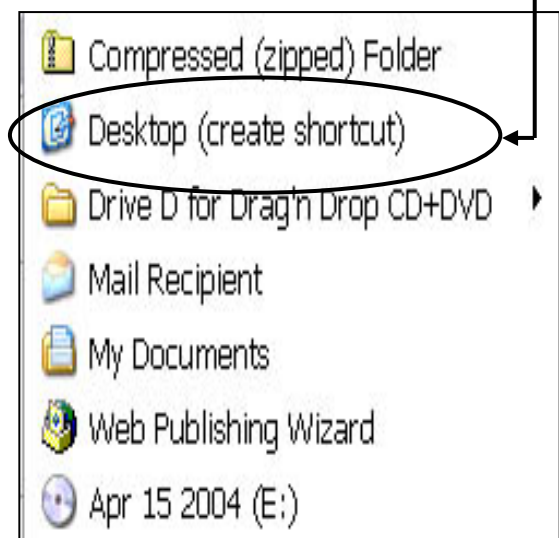 Compressed (zipped) Folder
Desktop (create shortcut)
Drive D for Drag'n Drop CD+DVD
Mail Recipient
My Documents
Web Publishing Wizard
Apr 15 2004 (E:)